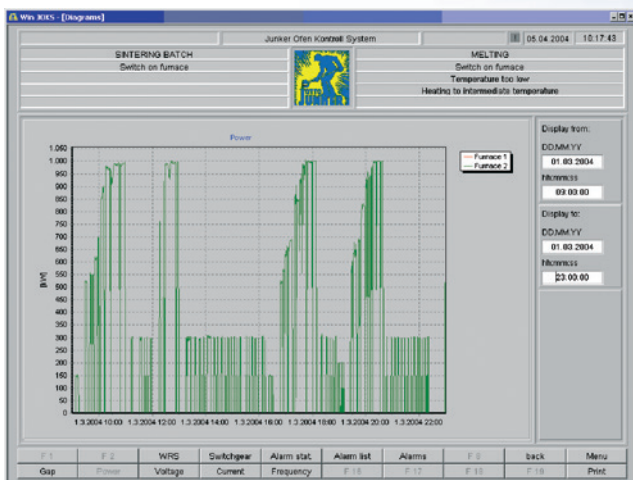 Win JOKS - [Diagrams]
Junker Ofen Kontroll System
05.04.2004
10:17:43
SINTERING BATCH
Switch on furnace
OTTO
JUNKER
MELTING
Switch on furnace
Temperature too low
Heating to intermediate temperature
Power
1.050
1.000
950
900
850
800
750
700
650
600
550
500
450
400
350
300
250
200
150
100
50
0
[kW]
1.3.2004 10:00 1.3.2004 12:00 1.3.2004 14:00 1.3.2004 16:00 1.3.2004 18:00 1.3.2004 20:00 1.3.2004 22:00
Furnace 1
Furnace 2
Display from:
DD.MM.YY
01.03.2004
hh:mm:ss
09:00:00
Display to:
DD.MM.YY
01.03.2004
hh:mm:ss
23:00:00
F 1 F 2 WRS Switchgear Alarm stat. Alarm list Alarms F 8 back Menu
Gap Power Voltage Current Frequency F 16 F 17 F 18 F 19 Print